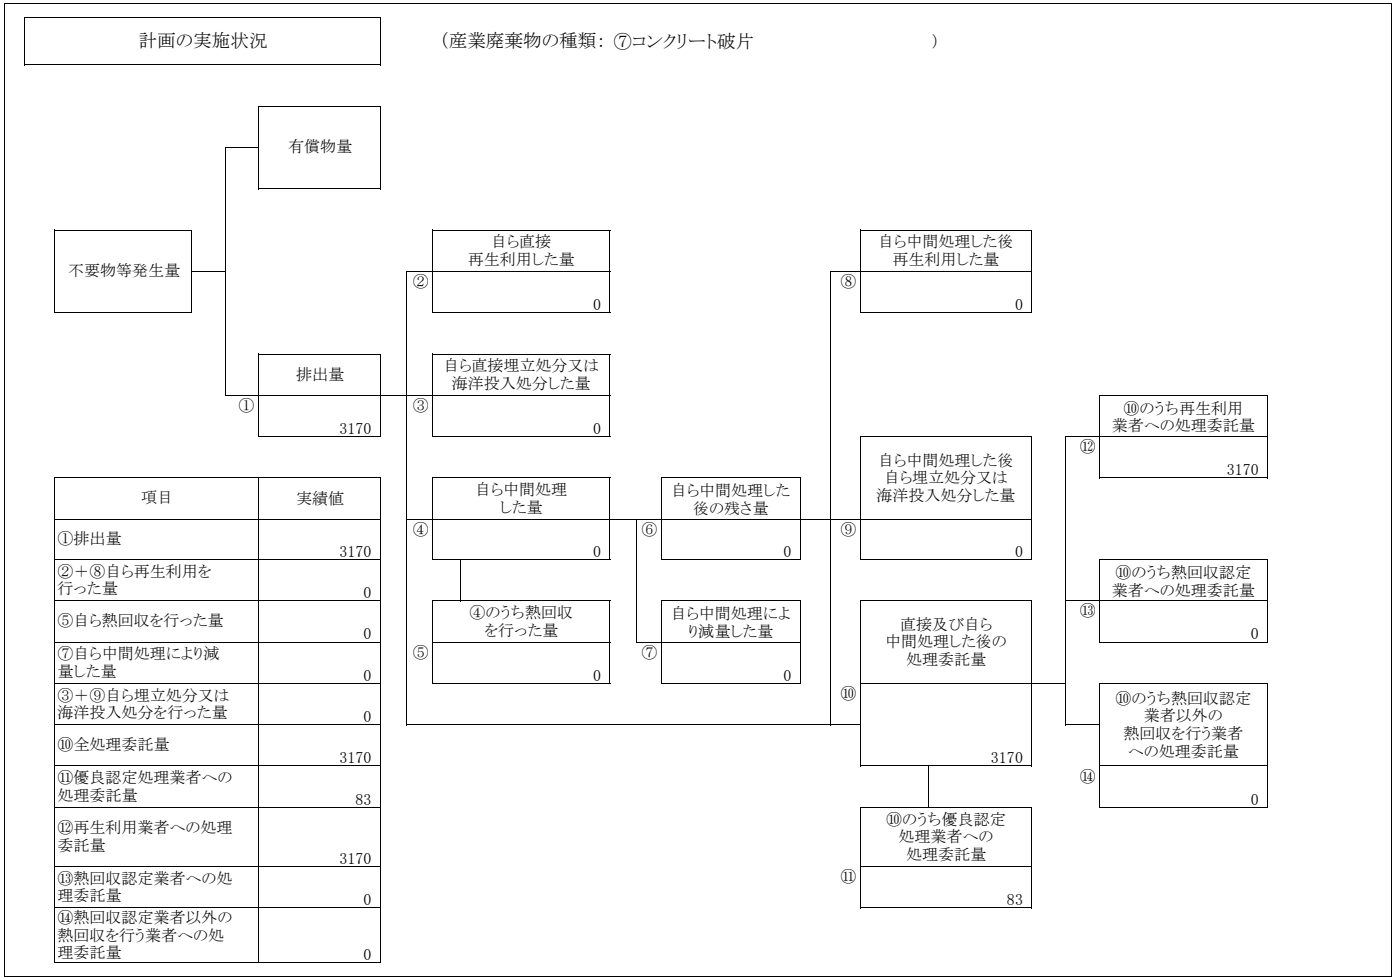 計画の実施状況
（産業廃棄物の種類：⑦コンクリート破片　）
有償物量
不要物等発生量
自ら直接
再生利用した量
②
0
自ら中間処理した後
再生利用した量
⑧
0
排出量
①
3170
自ら直接埋立処分又は
海洋投入処分した量
③
0
⑩のうち再生利用
業者への処理委託量
⑫
3170
自ら中間処理した後
自ら埋立処分又は
海洋投入処分した量
⑨
0
自ら中間処理
した量
④
0
自ら中間処理した
後の残さ量
⑥
0
④のうち熱回収
を行った量
⑤
0
自ら中間処理によ
り減量した量
⑦
0
直接及び自ら
中間処理した後の
処理委託量
⑩
3170
⑩のうち熱回収認定
業者への処理委託量
⑬
0
⑩のうち熱回収認定
業者以外の
熱回収を行う業者
への処理委託量
⑭
0
⑩のうち優良認定
処理業者への
処理委託量
⑪
83
項目 実績値
①排出量
3170
②＋⑧自ら再生利用を
行った量
0
⑤自ら熱回収を行った量
0
⑦自ら中間処理により減
量した量
0
③＋⑨自ら埋立処分又は
海洋投入処分を行った量
0
⑩全処理委託量
3170
⑪優良認定処理業者への
処理委託量
83
⑫再生利用業者への処理
委託量
3170
⑬熱回収認定業者への処
理委託量
0
⑭熱回収認定業者以外の
熱回収を行う業者への処
理委託量
0